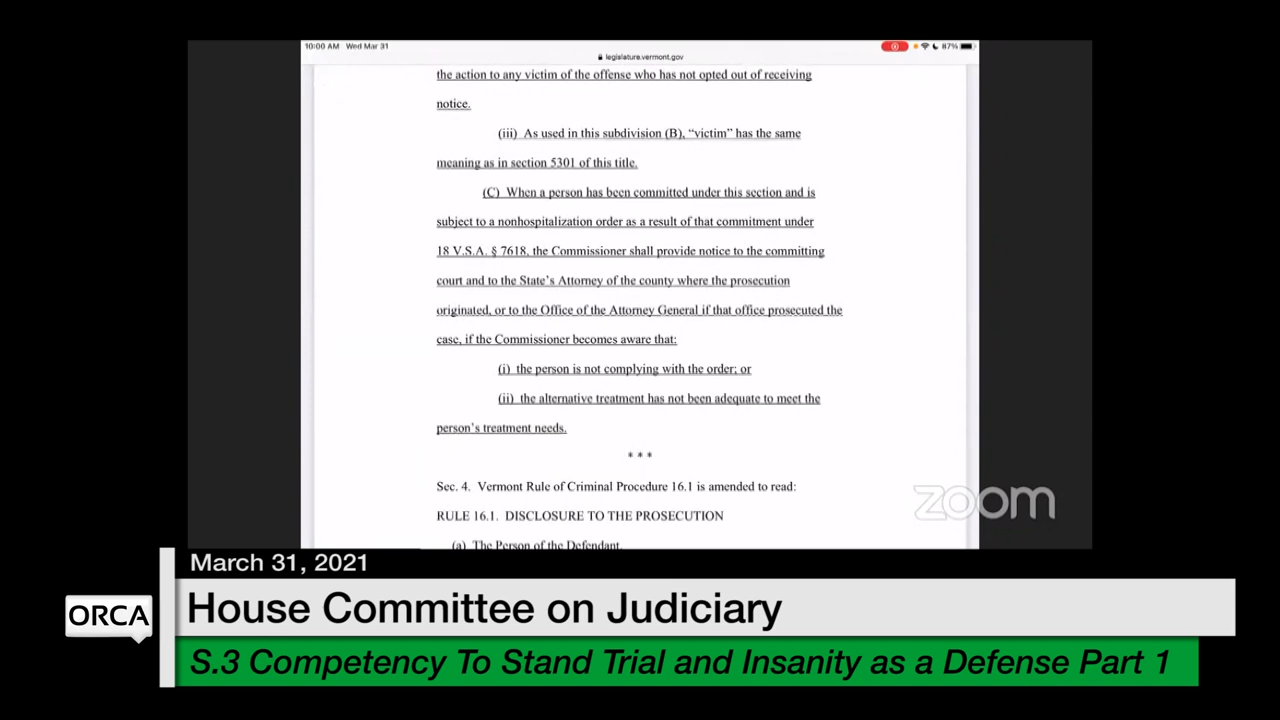 10:00 AM Wed Mar 31
87%
legislature.vermont.gov
the action to any victim of the offense who has not opted out of receiving
notice.
(iii) As used in this subdivision (B), “victim” has the same
meaning as in section 5301 of this title.
(C) When a person has been committed under this section and is
subject to a nonhospitalization order as a result of that commitment under
18 V.S.A. § 7618, the Commissioner shall provide notice to the committing
court and to the State’s Attorney of the county where the prosecution
originated, or to the Office of the Attorney General if that office prosecuted the
case, if the Commissioner becomes aware that:
(i) the person is not complying with the order; or
(ii) the alternative treatment has not been adequate to meet the
person’s treatment needs.
* * *
Sec. 4. Vermont Rule of Criminal Procedure 16.1 is amended to read:
RULE 16.1. DISCLOSURE TO THE PROSECUTION
(a) The Person of the Defendant.
zoom
March 31, 2021
ORCA
House Committee on Judiciary
S.3 Competency To Stand Trial and Insanity as a Defense Part 1